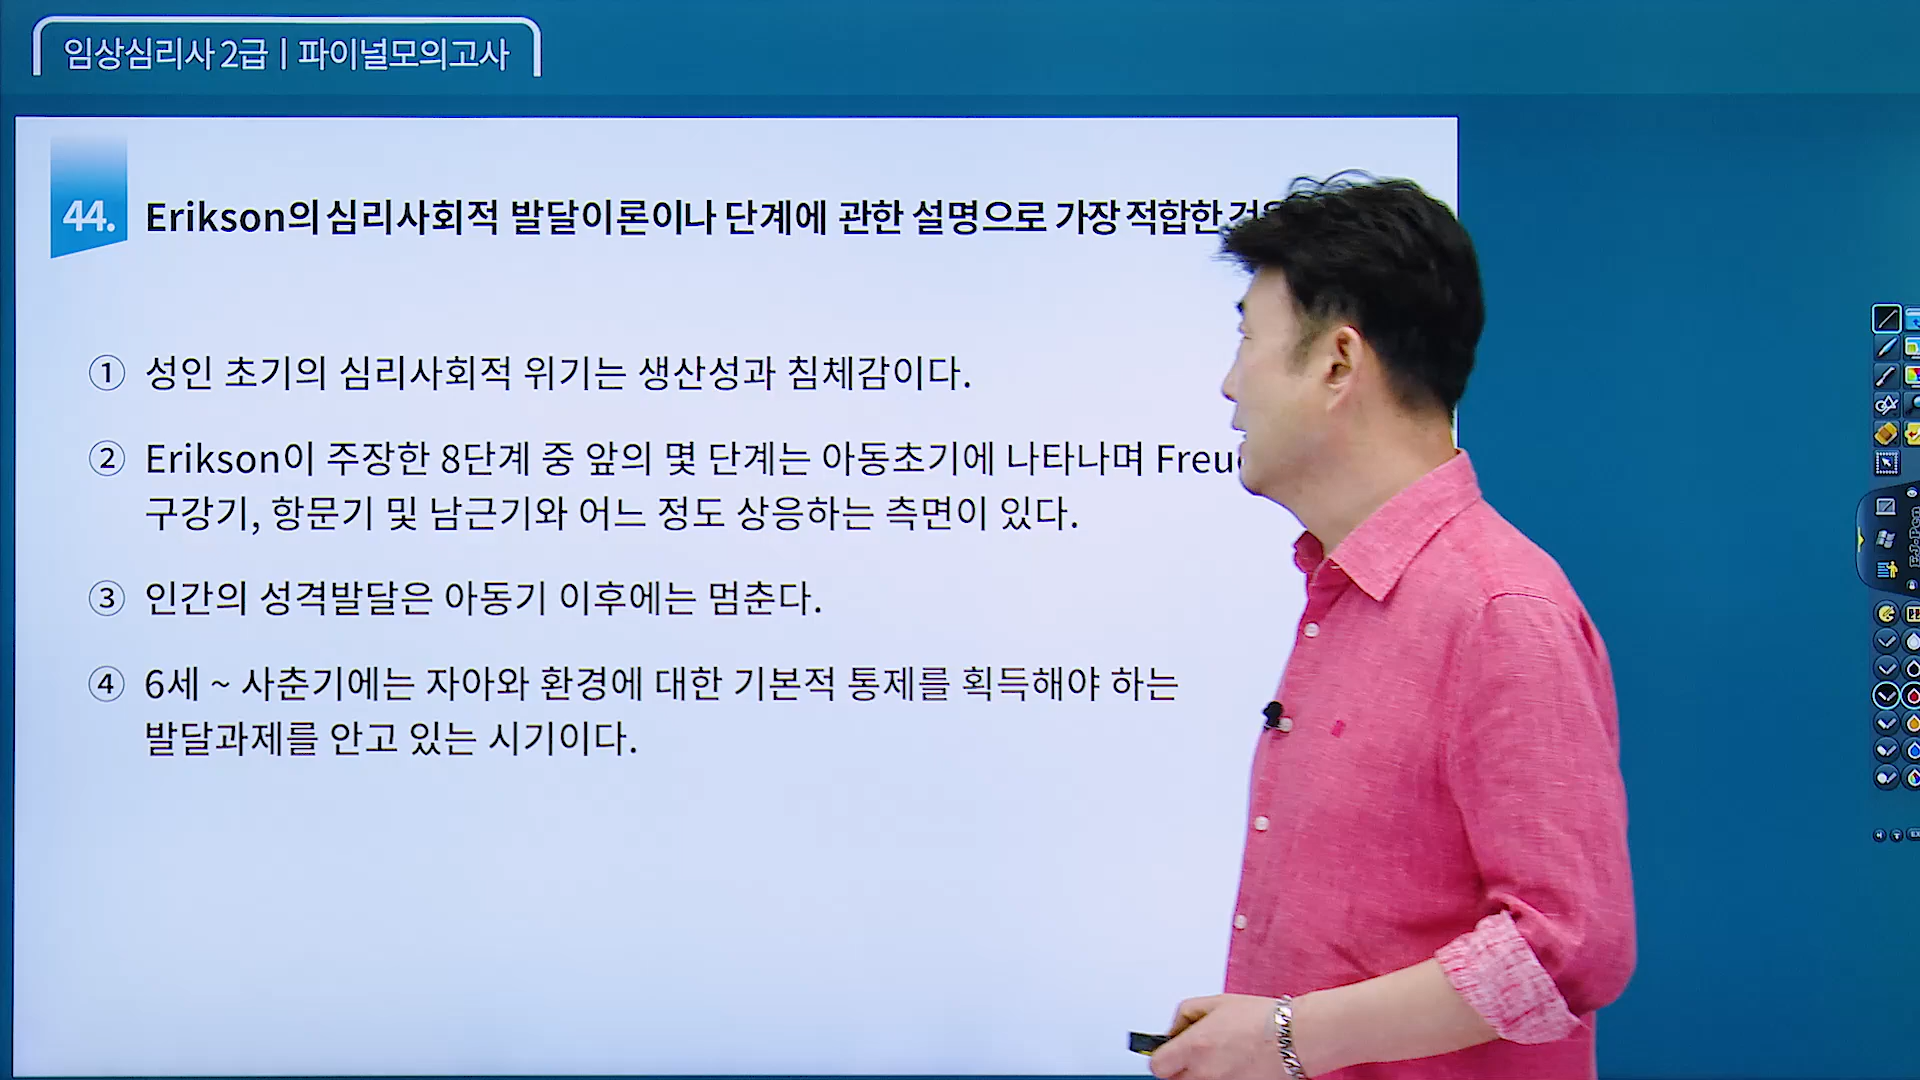 임상심리사 2급 | 파이널모의고사
44. Erikson의 심리사회적 발달이론이나 단계에 관한 설명으로 가장 적합한
① 성인 초기의 심리사회적 위기는 생산성과 침체감이다.
② Erikson이 주장한 8단계 중 앞의 몇 단계는 아동초기에 나타나며
구강기, 항문기 및 남근기와 어느 정도 상응하는 측면이 있다.
③ 인간의 성격발달은 아동기 이후에는 멈춘다.
④ 6세 ~ 사춘기에는 자아와 환경에 대한 기본적 통제를 획득해야 하는
발달과제를 안고 있는 시기이다.